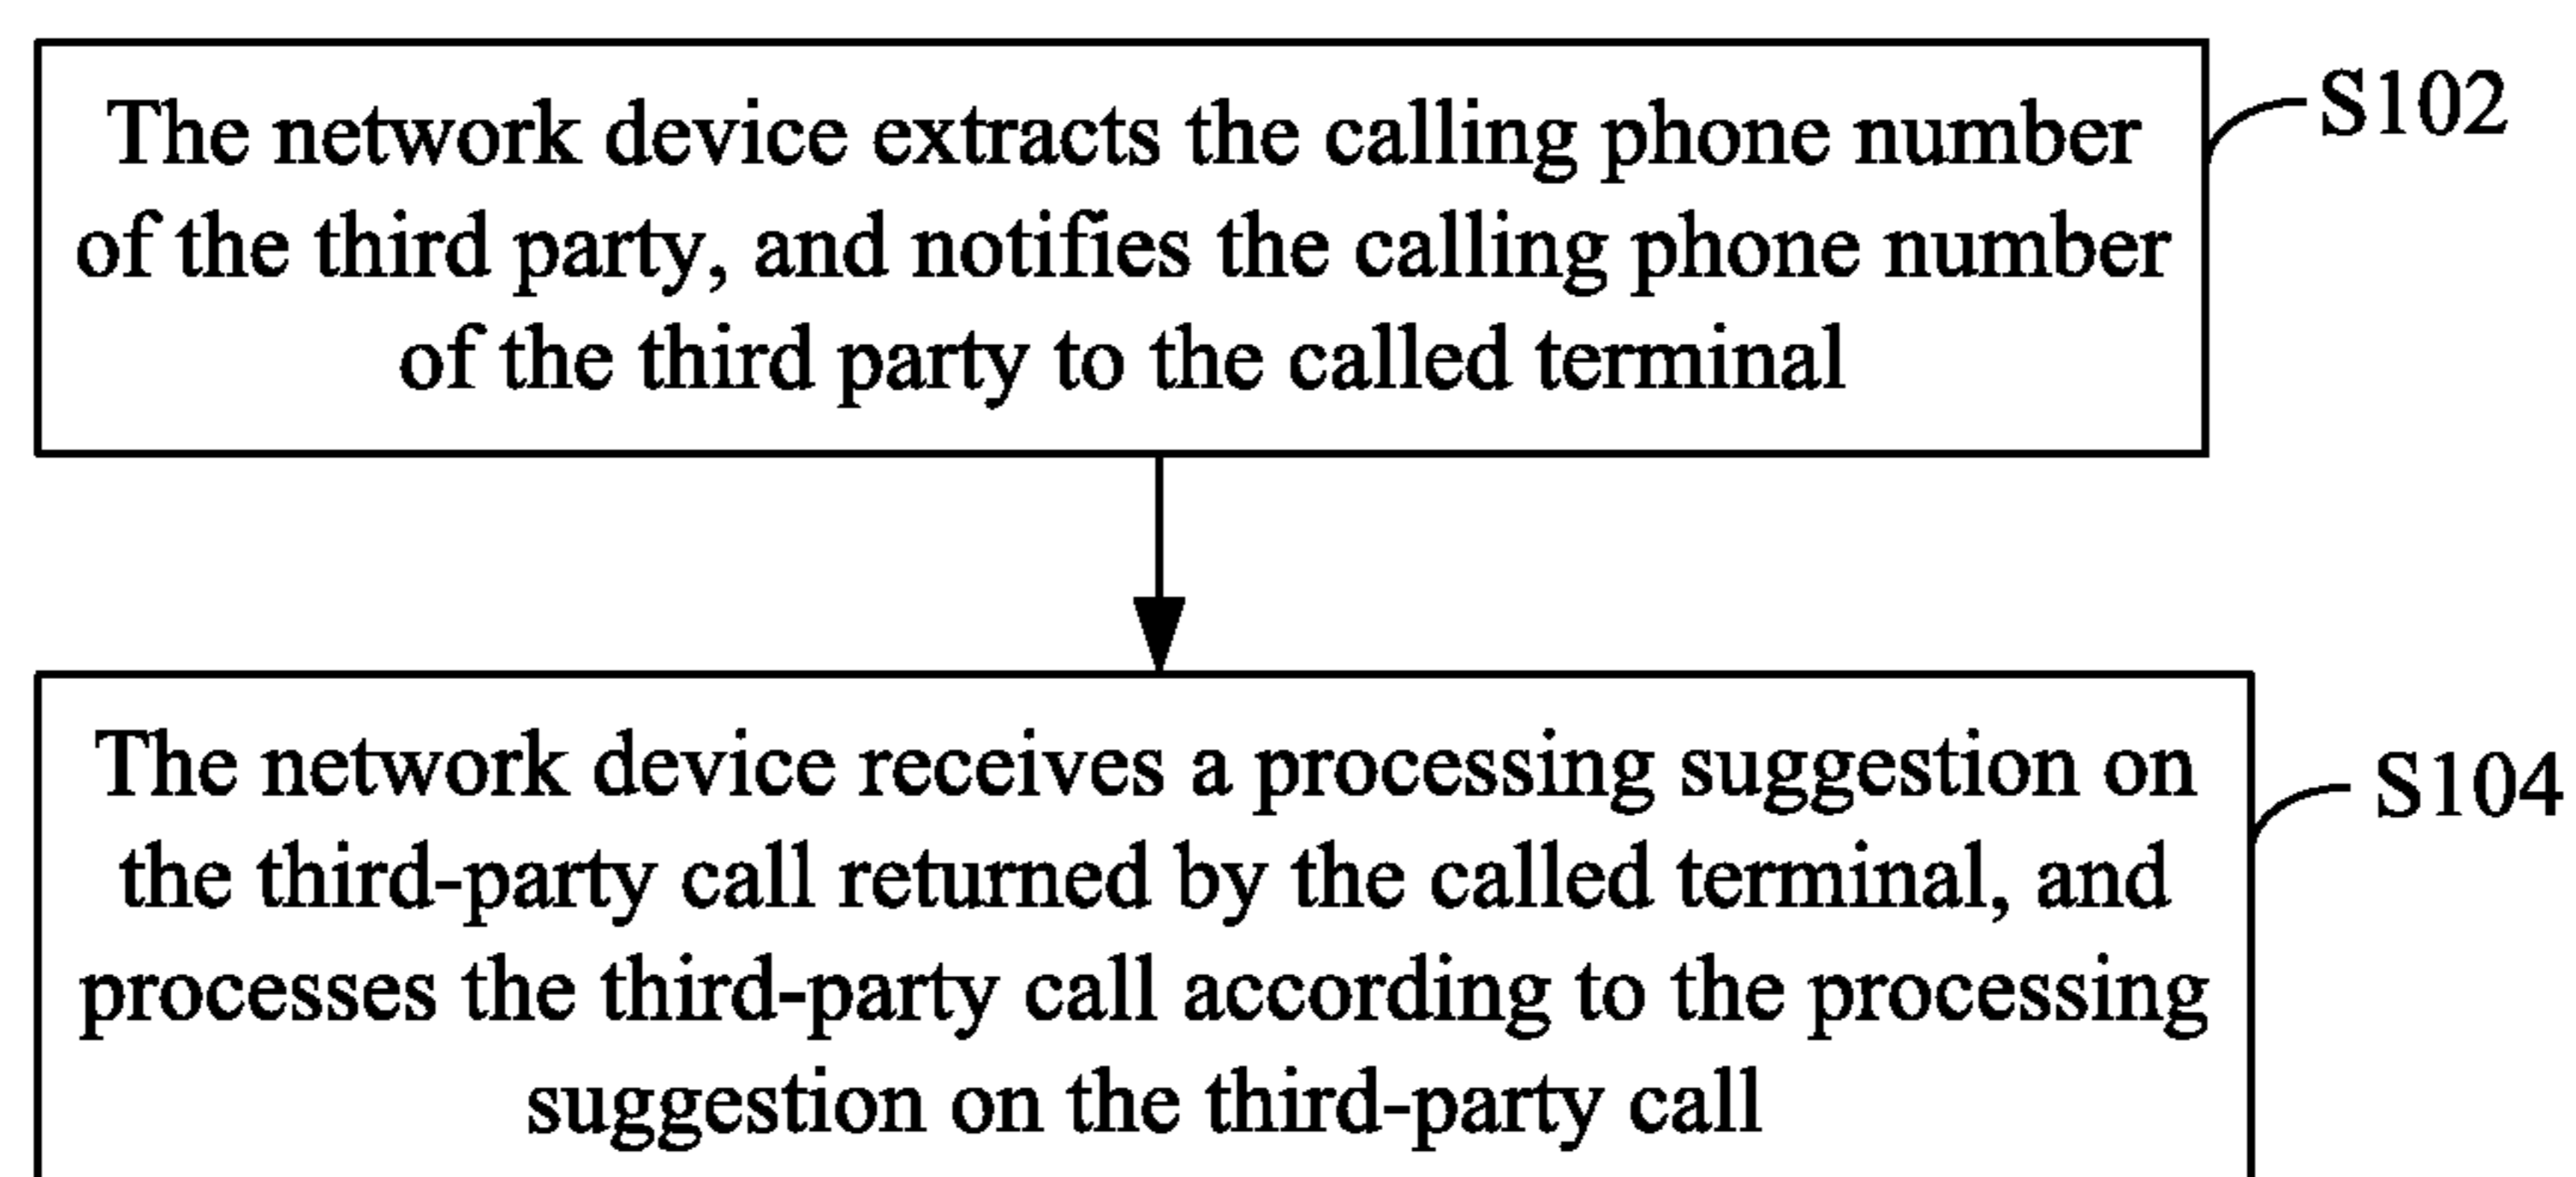 The network device extracts the calling phone number
of the third party, and notifies the calling phone number
of the third party to the called terminal
S102
The network device receives a processing suggestion on
the third-party call returned by the called terminal, and
processes the third-party call according to the processing
suggestion on the third-party call
S104